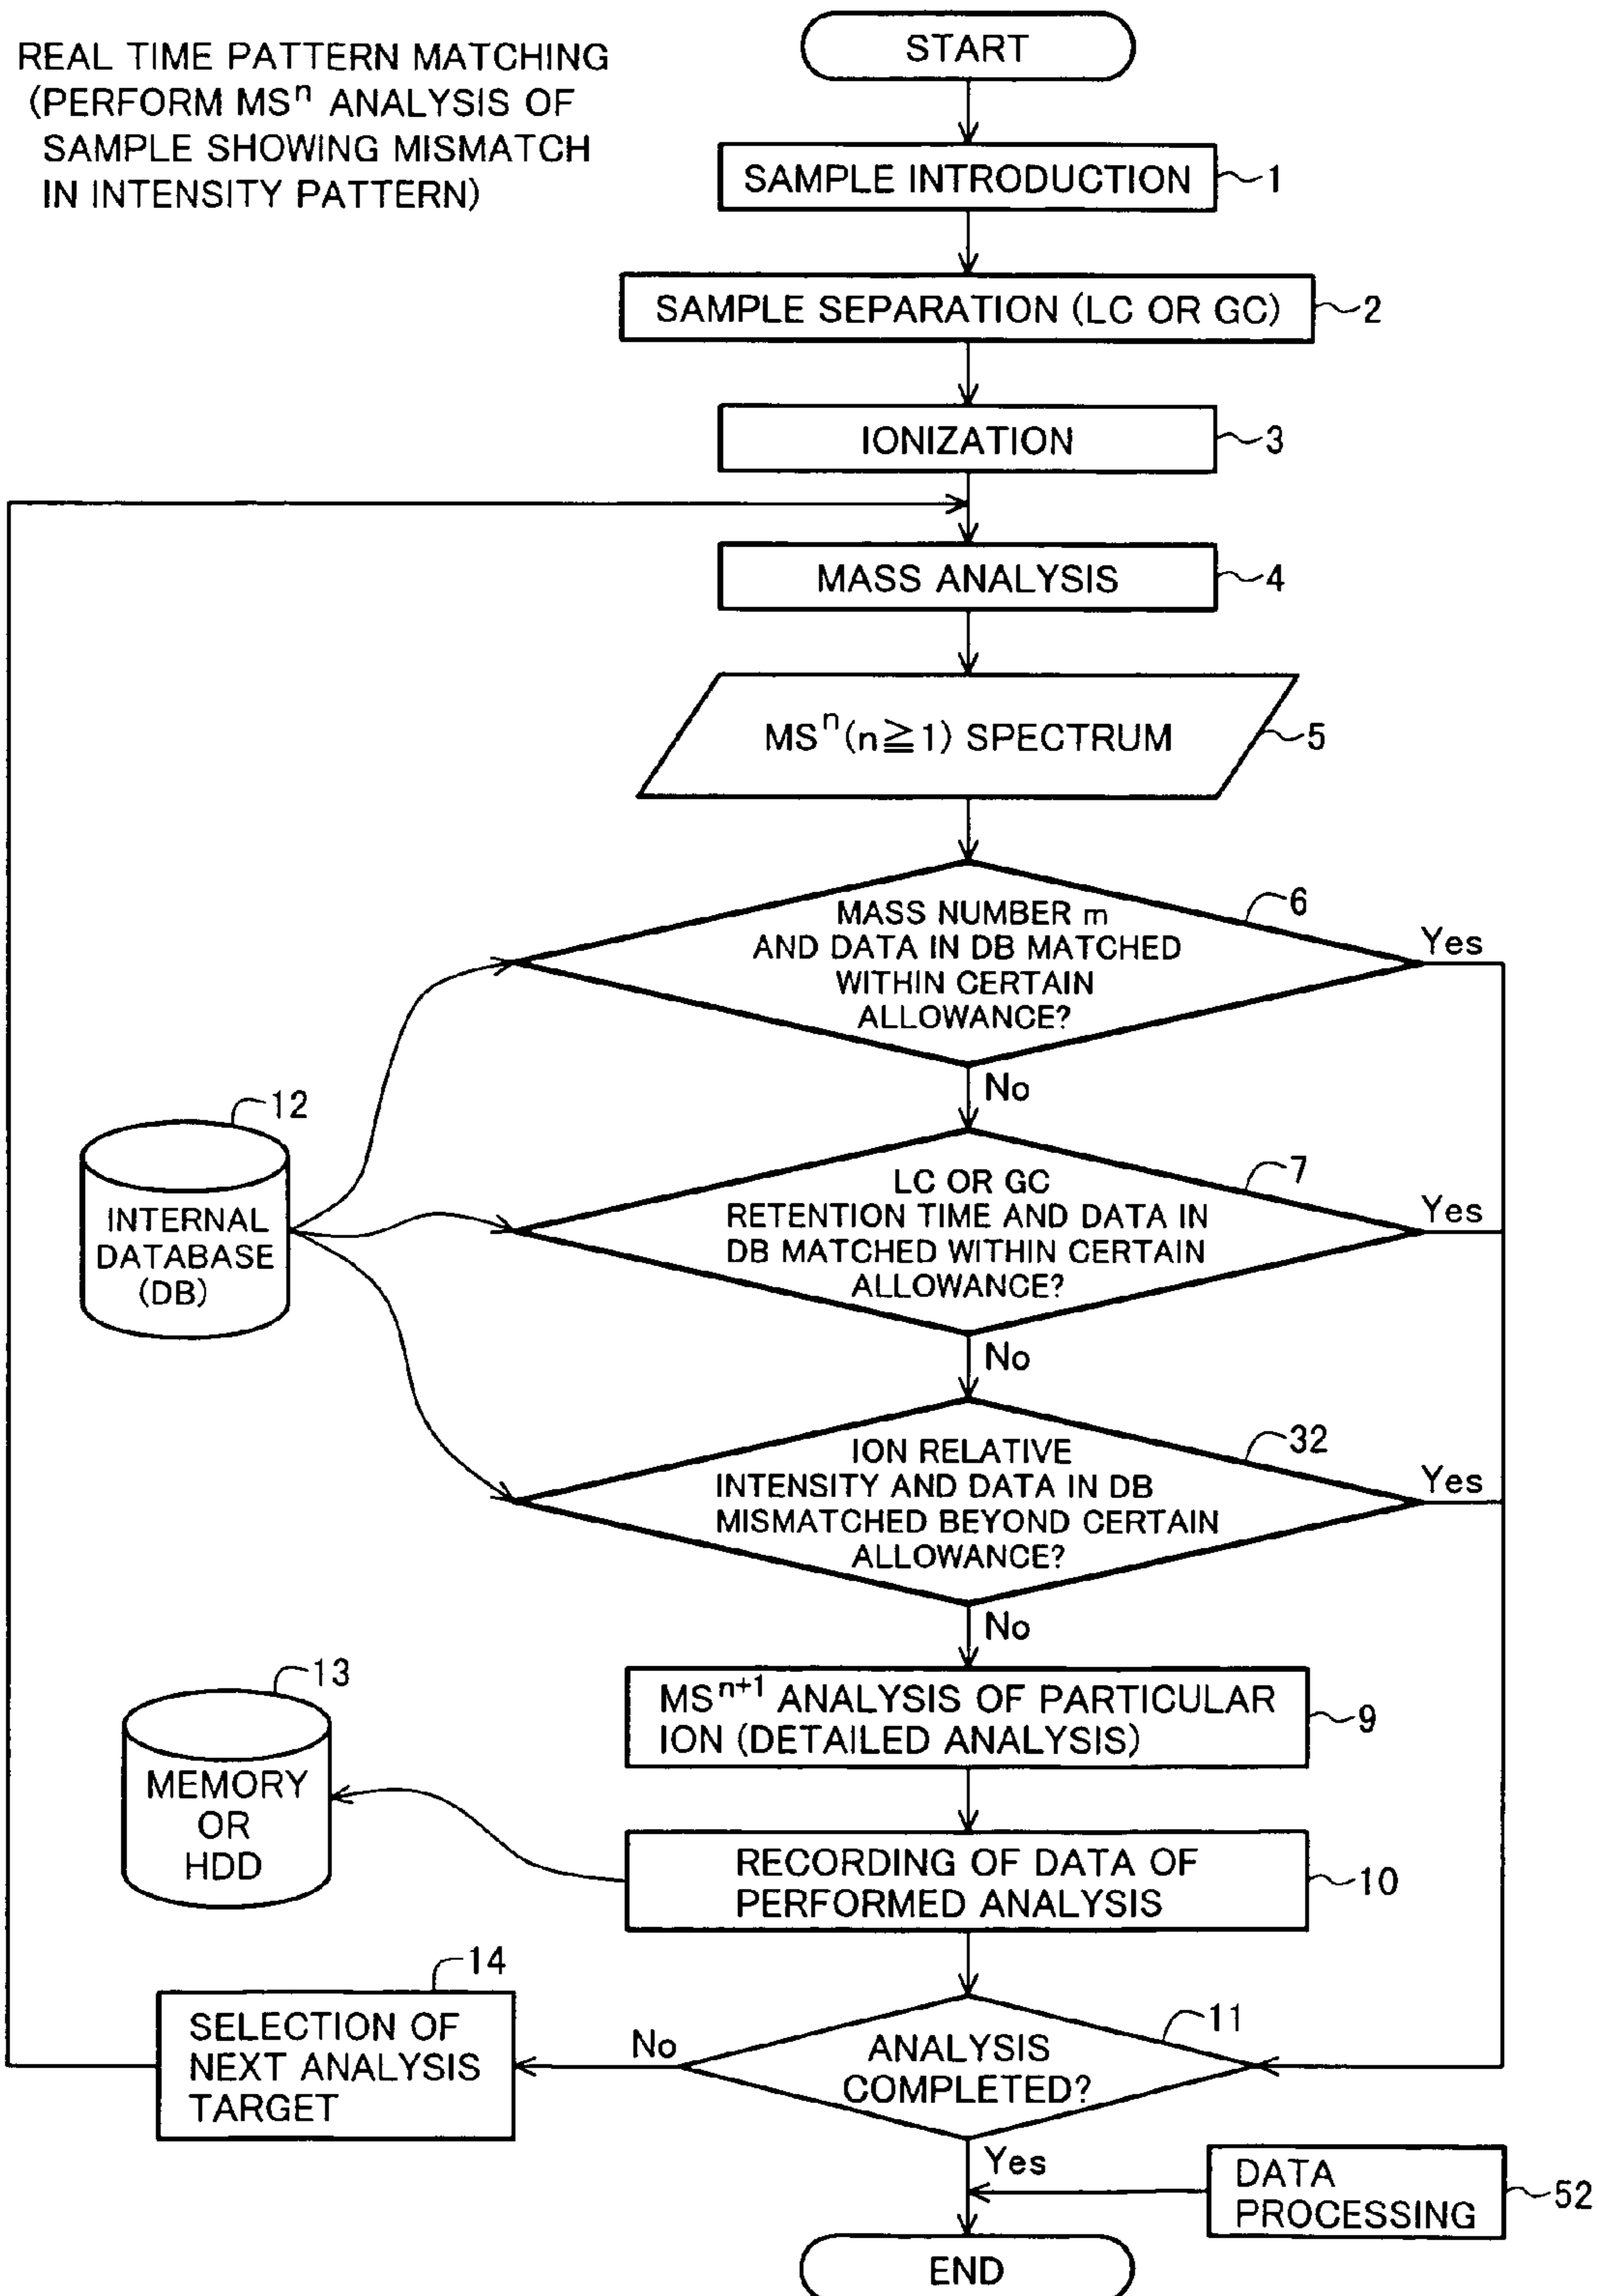 REAL TIME PATTERN MATCHING
(PERFORM MSⁿ ANALYSIS OF
SAMPLE SHOWING MISMATCH
IN INTENSITY PATTERN)
START
SAMPLE INTRODUCTION
1
SAMPLE SEPARATION (LC OR GC)
2
IONIZATION
3
MASS ANALYSIS
4
MSⁿ(n≧1) SPECTRUM
5
MASS NUMBER m
AND DATA IN DB MATCHED
WITHIN CERTAIN
ALLOWANCE?
6
Yes
No
12
INTERNAL
DATABASE
(DB)
LC OR GC
RETENTION TIME AND DATA IN
DB MATCHED WITHIN CERTAIN
ALLOWANCE?
7
Yes
No
ION RELATIVE
INTENSITY AND DATA IN DB
MISMATCHED BEYOND CERTAIN
ALLOWANCE?
32
Yes
No
MSⁿ⁺¹ ANALYSIS OF PARTICULAR
ION (DETAILED ANALYSIS)
9
13
MEMORY
OR
HDD
RECORDING OF DATA OF
PERFORMED ANALYSIS
10
14
SELECTION OF
NEXT ANALYSIS
TARGET
No
ANALYSIS
COMPLETED?
11
Yes
DATA
PROCESSING
52
END